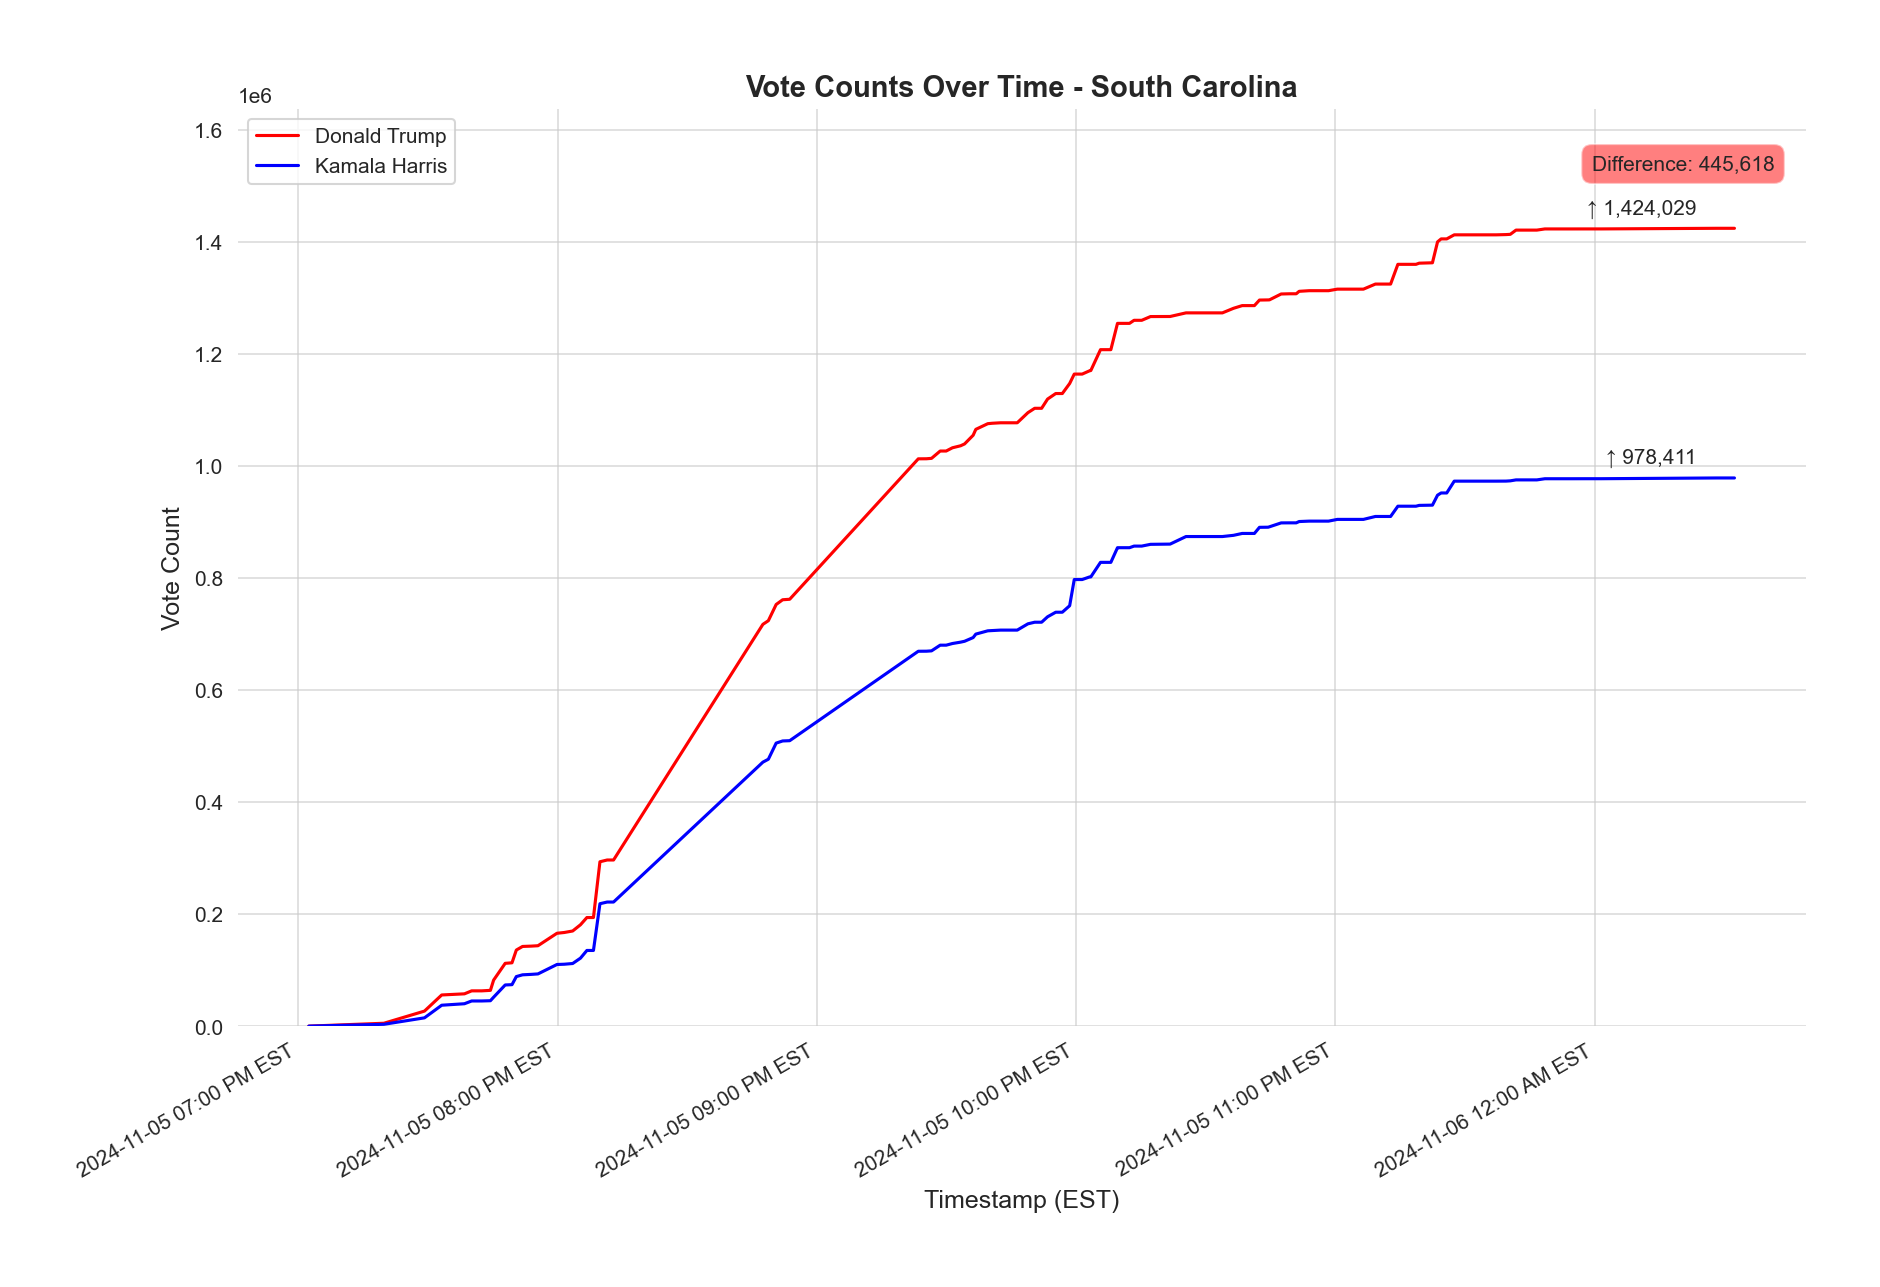 Vote Counts Over Time - South Carolina
1e6
Donald Trump
Kamala Harris
Difference: 445,618
↑ 1,424,029
↑ 978,411
Vote Count
1.6
1.4
1.2
1.0
0.8
0.6
0.4
0.2
0.0
2024-11-05 07:00 PM EST
2024-11-05 08:00 PM EST
2024-11-05 09:00 PM EST
2024-11-05 10:00 PM EST
2024-11-05 11:00 PM EST
2024-11-06 12:00 AM EST
Timestamp (EST)